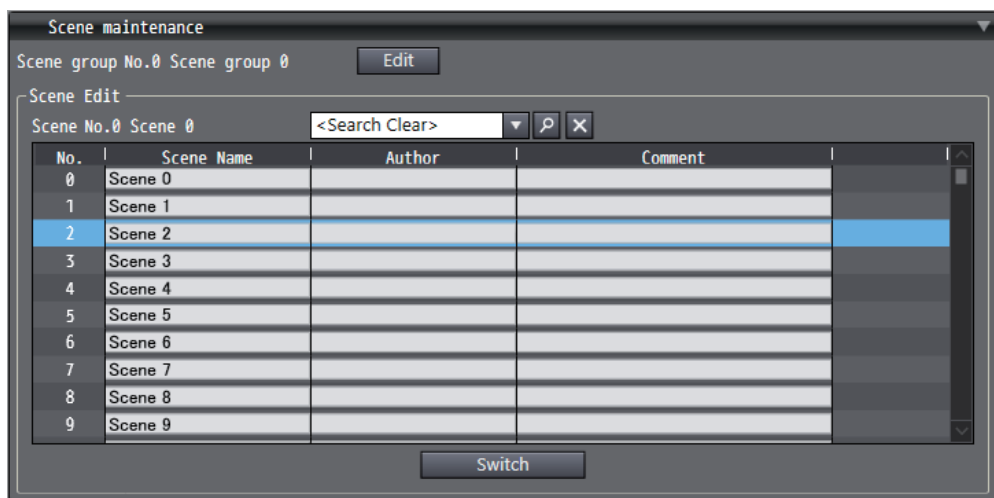 Scene maintenance
Scene group No.0 Scene group 0 Edit
Scene Edit
Scene No.0 Scene 0 <Search Clear>
No. Scene Name Author Comment
0 Scene 0
1 Scene 1
2 Scene 2
3 Scene 3
4 Scene 4
5 Scene 5
6 Scene 6
7 Scene 7
8 Scene 8
9 Scene 9
Switch